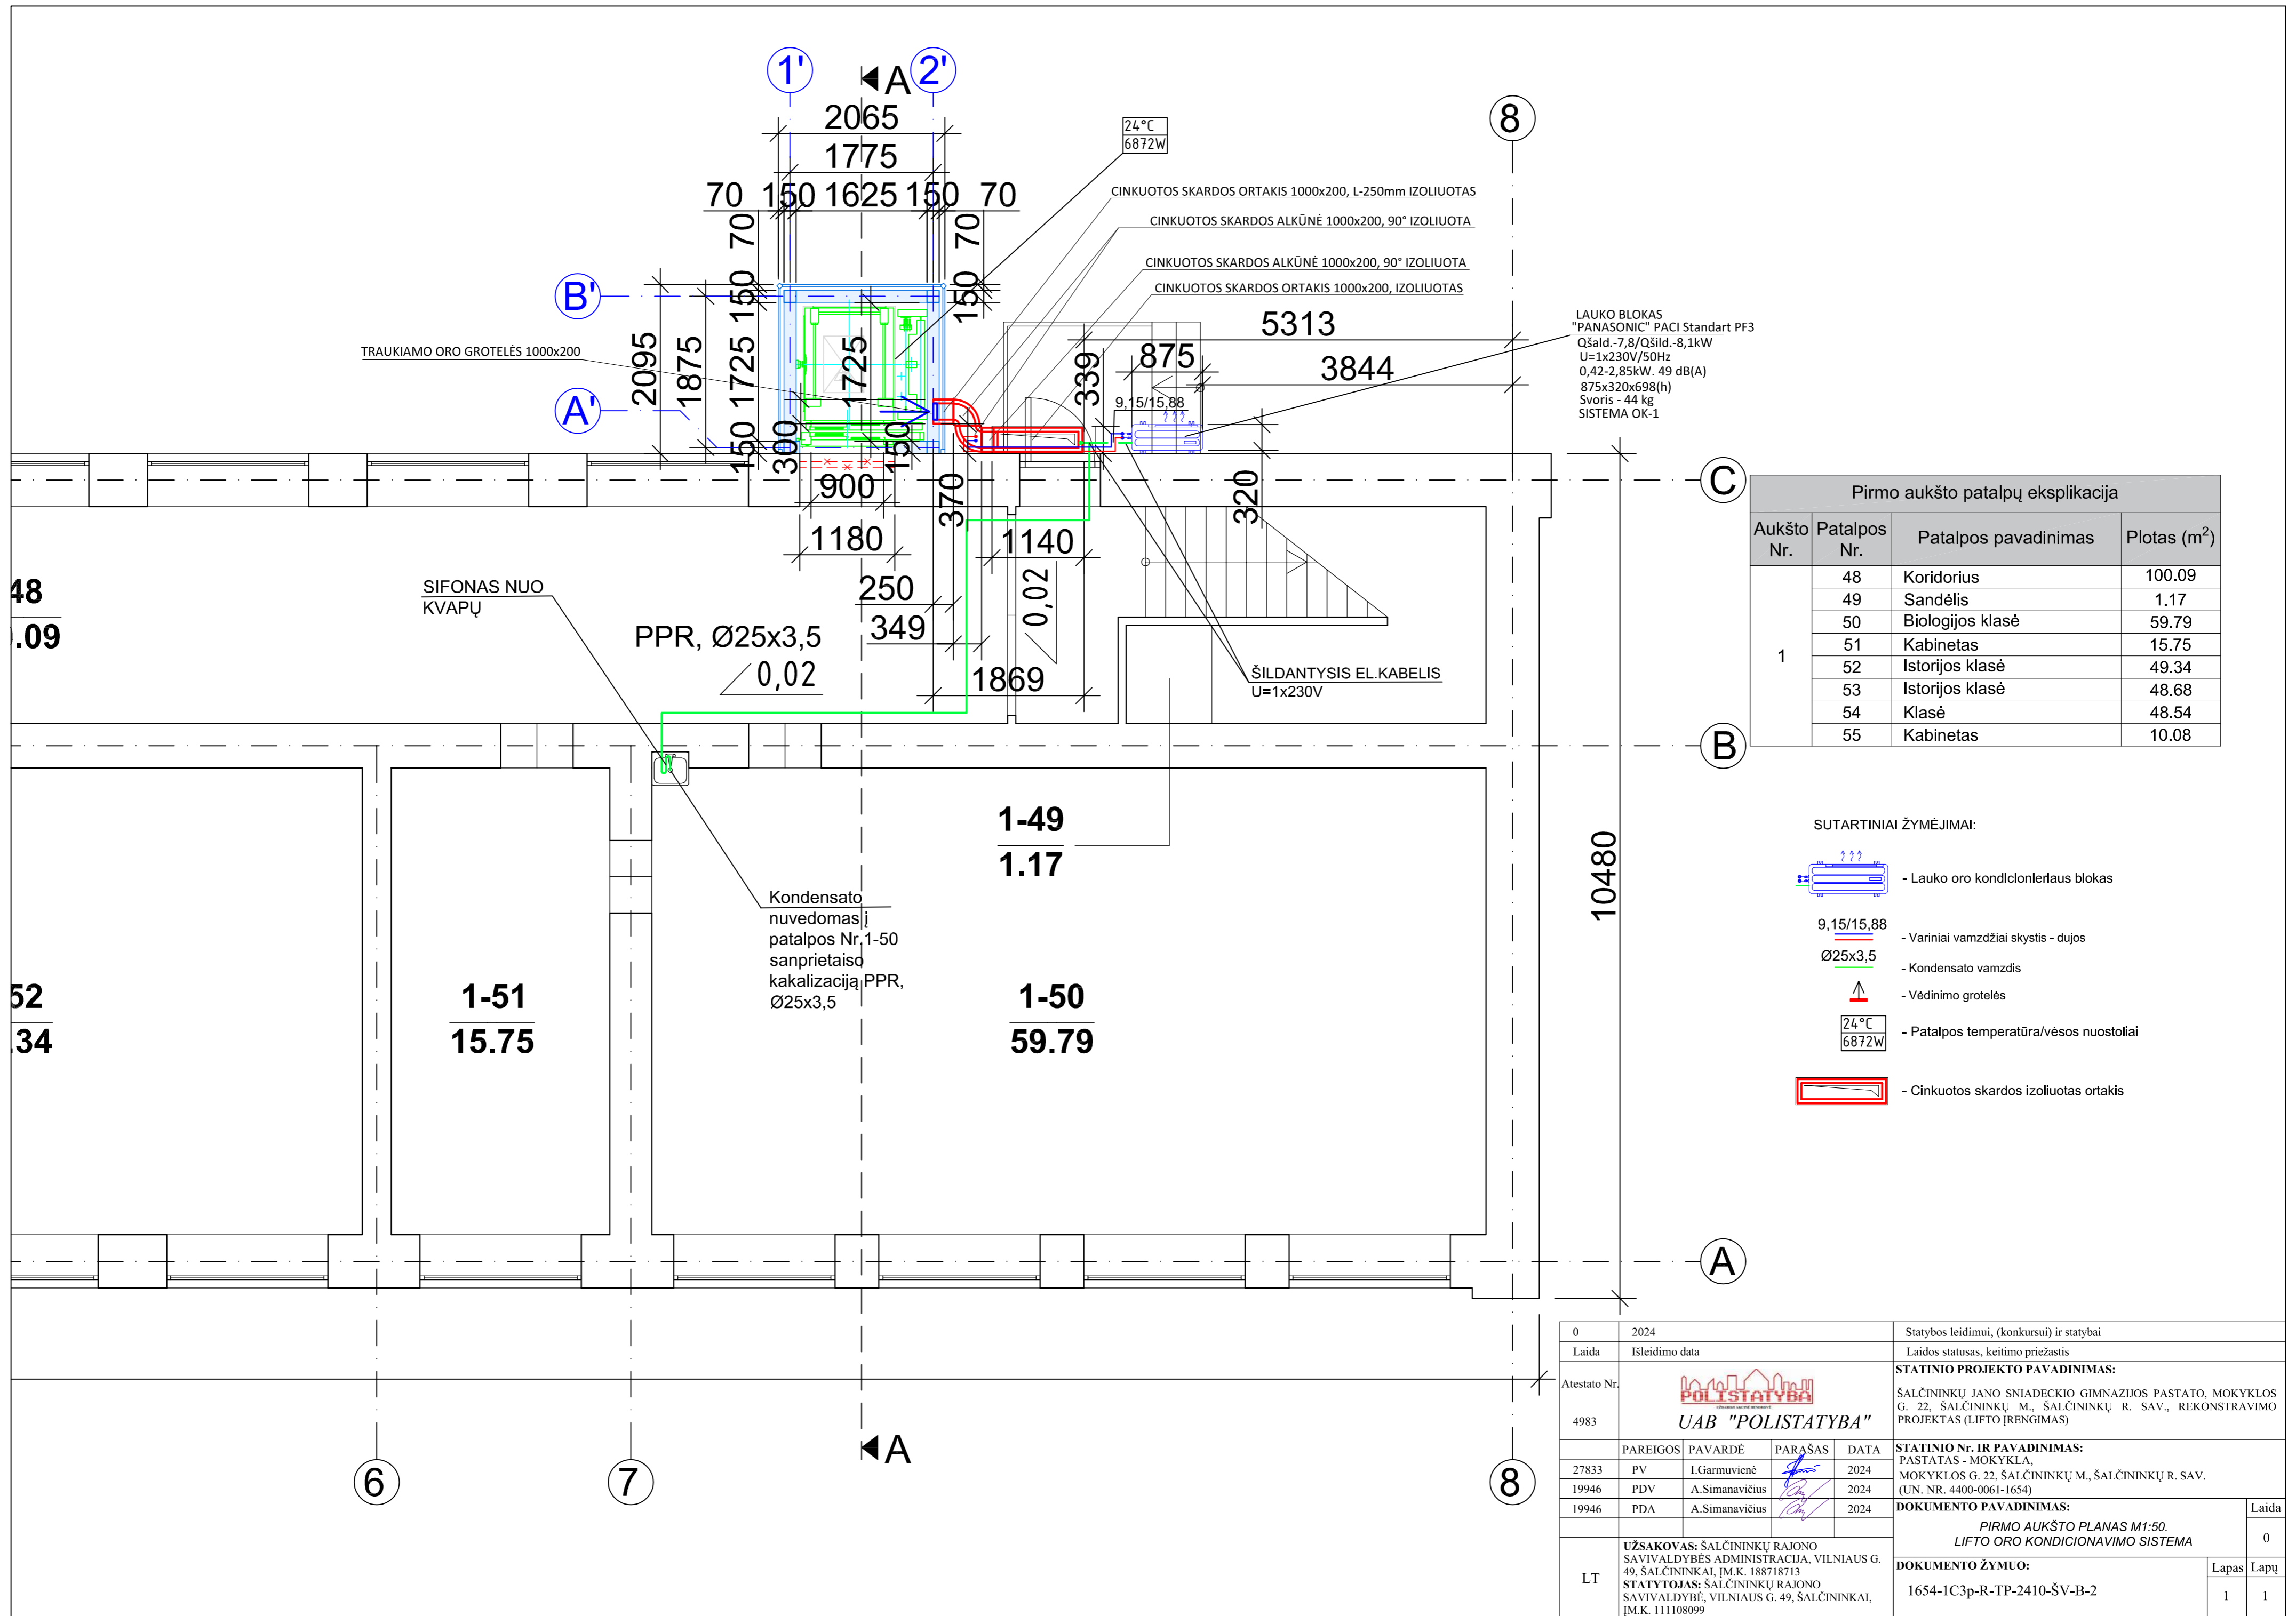 1'
A
2'
8
2065
1775
70 150 1625 150 70
70
70
24°C
6872W
CINKUOTOS SKARDOS ORTAKIS 1000x200, L-250mm IZOLIUOTAS
CINKUOTOS SKARDOS ALKŪNĖ 1000x200, 90° IZOLIUOTA
CINKUOTOS SKARDOS ALKŪNĖ 1000x200, 90° IZOLIUOTA
CINKUOTOS SKARDOS ORTAKIS 1000x200, IZOLIUOTAS
B'
A'
2095
1875
150
1725
150
300
1725
150
150
TRAUKIAMO ORO GROTELĖS 1000x200
5313
875
3844
339
9,15/15,88
LAUKO BLOKAS
"PANASONIC" PACI Standart PF3
Qšald.-7,8/Qšild.-8,1kW
U=1x230V/50Hz
0,42-2,85kW. 49 dB(A)
875x320x698(h)
Svoris - 44 kg
SISTEMA OK-1
900
370
320
1180
1140
250
349
0,02
1869
C
B
A
10480
48
.09
SIFONAS NUO
KVAPŲ
PPR, Ø25x3,5
0,02
ŠILDANTYSIS EL.KABELIS
U=1x230V
1-49
1.17
Kondensato
nuvedomas į
patalpos Nr.1-50
sanprietaiso
kakalizaciją PPR,
Ø25x3,5
52
.34
1-51
15.75
1-50
59.79
A
6
7
8
Pirmo aukšto patalpų eksplikacija
Aukšto Nr. Patalpos Nr. Patalpos pavadinimas Plotas (m²)
1
48 Koridorius 100.09
49 Sandėlis 1.17
50 Biologijos klasė 59.79
51 Kabinetas 15.75
52 Istorijos klasė 49.34
53 Istorijos klasė 48.68
54 Klasė 48.54
55 Kabinetas 10.08
SUTARTINIAI ŽYMĖJIMAI:
- Lauko oro kondicionieriaus blokas
9,15/15,88
- Variniai vamzdžiai skystis - dujos
Ø25x3,5
- Kondensato vamzdis
- Vėdinimo grotelės
24°C
6872W
- Patalpos temperatūra/vėsos nuostoliai
- Cinkuotos skardos izoliuotas ortakis
0 2024 Statybos leidimui, (konkursui) ir statybai
Laida Išleidimo data Laidos statusas, keitimo priežastis
Atestato Nr.
4983
POLISTATYBA
UAB "POLISTATYBA"
STATINIO PROJEKTO PAVADINIMAS:
ŠALČININKŲ JANO SNIADECKIO GIMNAZIJOS PASTATO, MOKYKLOS
G. 22, ŠALČININKŲ M., ŠALČININKŲ R. SAV., REKONSTRAVIMO
PROJEKTAS (LIFTO ĮRENGIMAS)
PAREIGOS PAVARDĖ PARAŠAS DATA
27833 PV I.Garmuvienė 2024
19946 PDV A.Simanavičius 2024
19946 PDA A.Simanavičius 2024
STATINIO Nr. IR PAVADINIMAS:
PASTATAS - MOKYKLA,
MOKYKLOS G. 22, ŠALČININKŲ M., ŠALČININKŲ R. SAV.
(UN. NR. 4400-0061-1654)
DOKUMENTO PAVADINIMAS: Laida
PIRMO AUKŠTO PLANAS M1:50.
LIFTO ORO KONDICIONAVIMO SISTEMA
0
LT
UŽSAKOVAS: ŠALČININKŲ RAJONO
SAVIVALDYBĖS ADMINISTRACIJA, VILNIAUS G.
49, ŠALČININKAI, ĮM.K. 188718713
STATYTOJAS: ŠALČININKŲ RAJONO
SAVIVALDYBĖ, VILNIAUS G. 49, ŠALČININKAI,
ĮM.K. 111108099
DOKUMENTO ŽYMUO: Lapas Lapų
1654-1C3p-R-TP-2410-ŠV-B-2 1 1